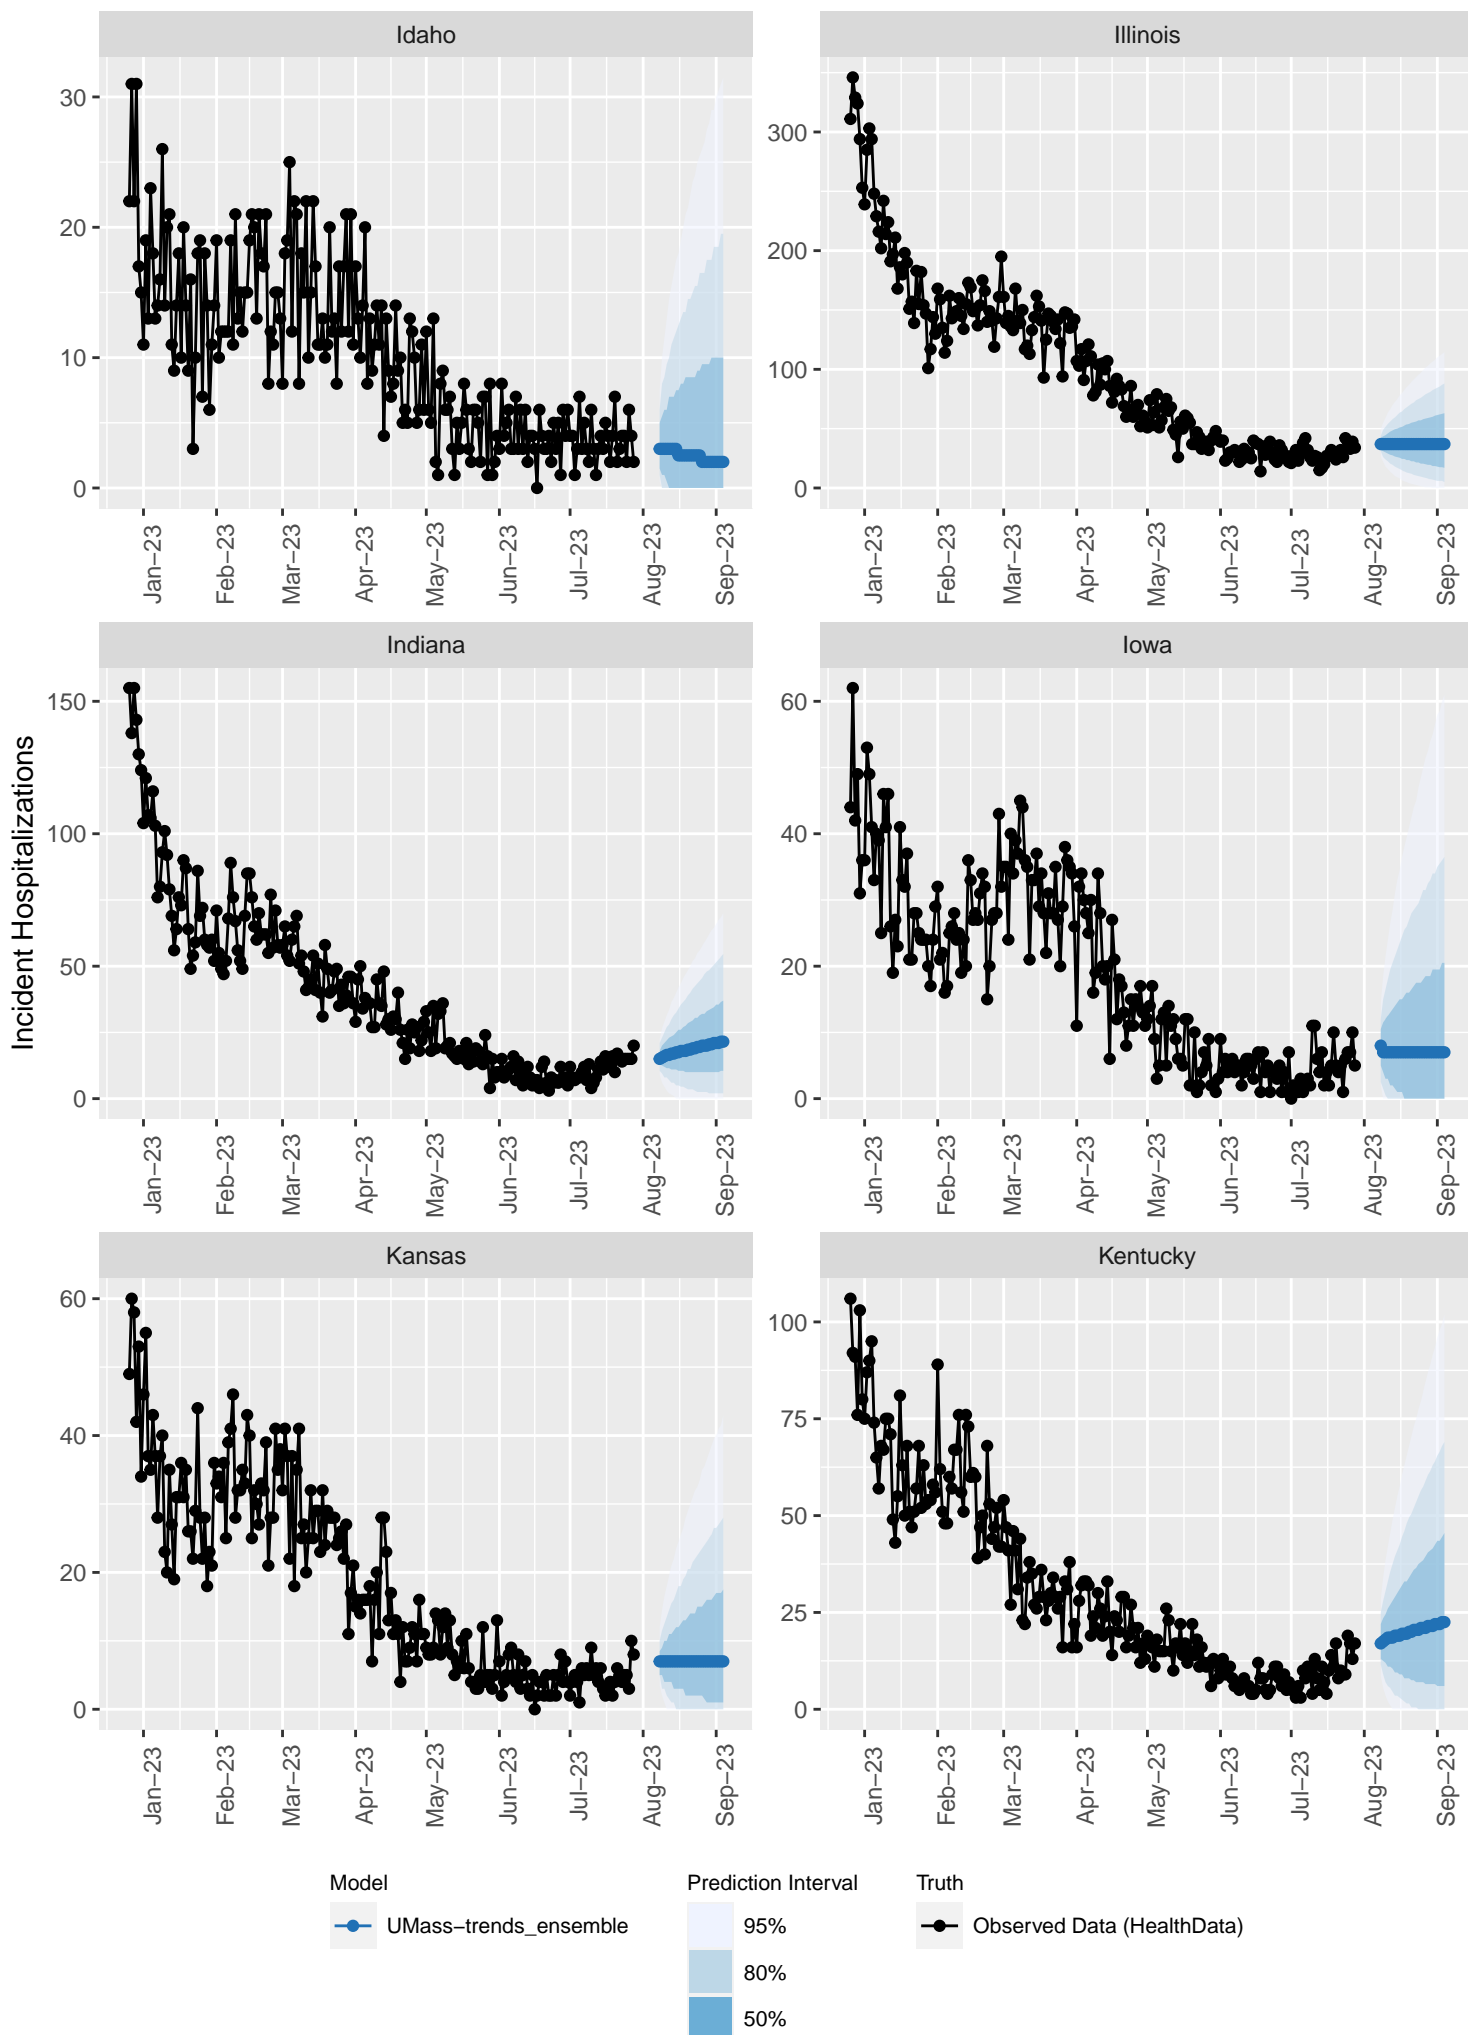 Idaho
Illinois
30
20
10
0
300
200
100
0
Jan−23
Feb−23
Mar−23
Apr−23
May−23
Jun−23
Jul−23
Aug−23
Sep−23
Jan−23
Feb−23
Mar−23
Apr−23
May−23
Jun−23
Jul−23
Aug−23
Sep−23
Indiana
Iowa
Incident Hospitalizations
150
100
50
0
60
40
20
0
Jan−23
Feb−23
Mar−23
Apr−23
May−23
Jun−23
Jul−23
Aug−23
Sep−23
Jan−23
Feb−23
Mar−23
Apr−23
May−23
Jun−23
Jul−23
Aug−23
Sep−23
Kansas
Kentucky
60
40
20
0
100
75
50
25
0
Jan−23
Feb−23
Mar−23
Apr−23
May−23
Jun−23
Jul−23
Aug−23
Sep−23
Jan−23
Feb−23
Mar−23
Apr−23
May−23
Jun−23
Jul−23
Aug−23
Sep−23
Model
UMass−trends_ensemble
Prediction Interval
95%
80%
50%
Truth
Observed Data (HealthData)